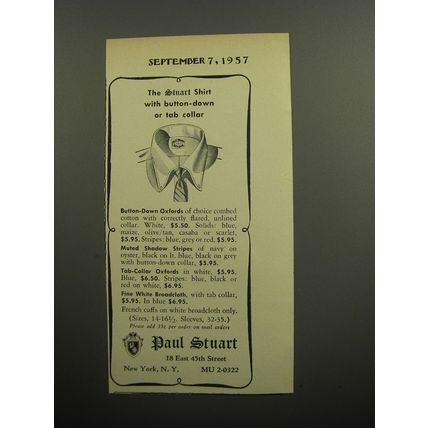 SEPTEMBER 7, 1957
The Stuart Shirt
with button-down
or tab collar
Button-Down Oxfords of choice combed
cotton with correctly flared, unlined
collar. White, $5.50. Solids: blue,
maize, olive/tan, casaba or scarlet,
$5.95. Stripes: blue, grey or red, $5.95.
Muted Shadow Stripes of navy on
oyster, black on lt. blue, black on grey
with button-down collar, $5.95.
Tab-Collar Oxfords in white, $5.95.
Blue, $6.50. Stripes: blue, black or
red on white, $6.95.
Fine White Broadcloth, with tab collar,
$5.95. In blue $6.95.
French cuffs on white broadcloth only.
(Sizes, 14-16½. Sleeves, 32-35.)
Please add 35c per order on mail orders
Paul Stuart
18 East 45th Street
New York, N. Y. MU 2-0322